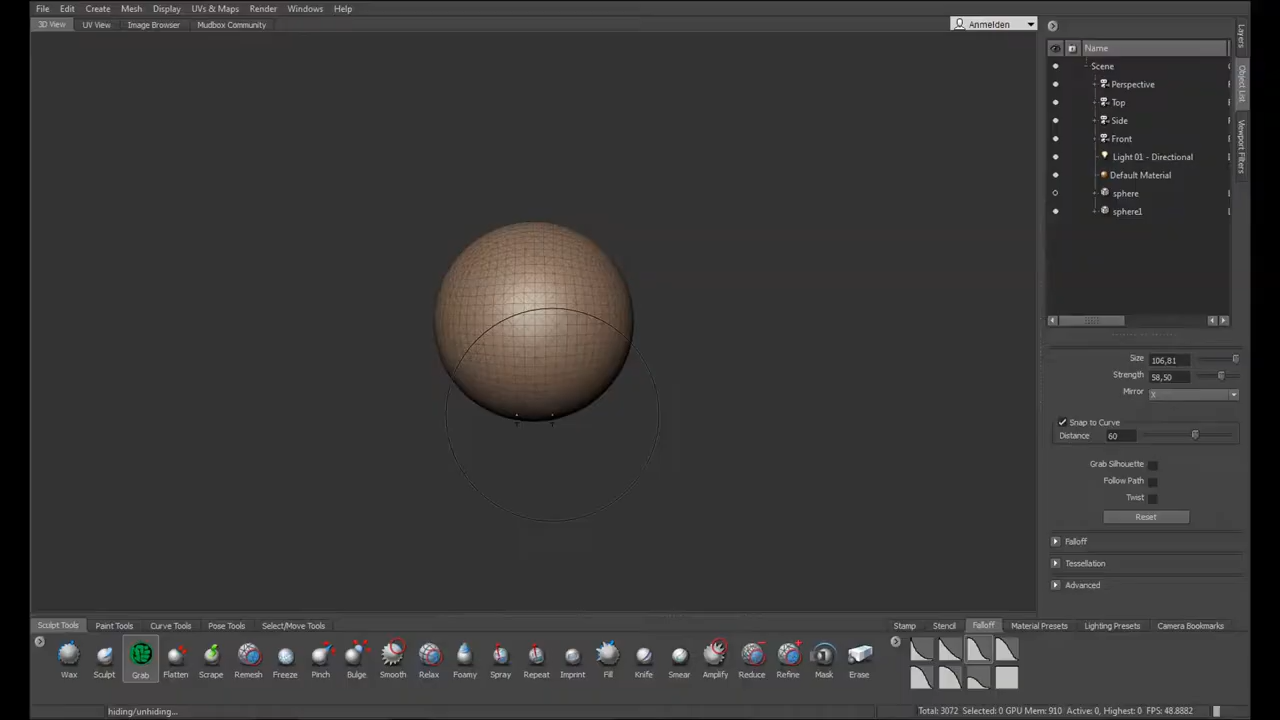 File Edit Create Mesh Display UVs & Maps Render Windows Help
3D View UV View Image Browser Mudbox Community
Anmelden
Name
Scene
Perspective
Top
Side
Front
Light 01 - Directional
Default Material
sphere
sphere1
Layers
Object List
Viewport Filters
Size 106,81
Strength 58,50
Mirror X
Snap to Curve
Distance 60
Grab Silhouette
Follow Path
Twist
Reset
Falloff
Tessellation
Advanced
Sculpt Tools Paint Tools Curve Tools Pose Tools Select/Move Tools
Stamp Stencil Falloff Material Presets Lighting Presets Camera Bookmarks
Wax Sculpt Grab Flatten Scrape Remesh Freeze Pinch Bulge Smooth Relax Foamy Spray Repeat Imprint Fill Knife Smear Amplify Reduce Refine Mask Erase
hiding/unhiding...
Total: 3072 Selected: 0 GPU Mem: 910 Active: 0, Highest: 0 FPS: 48.8882